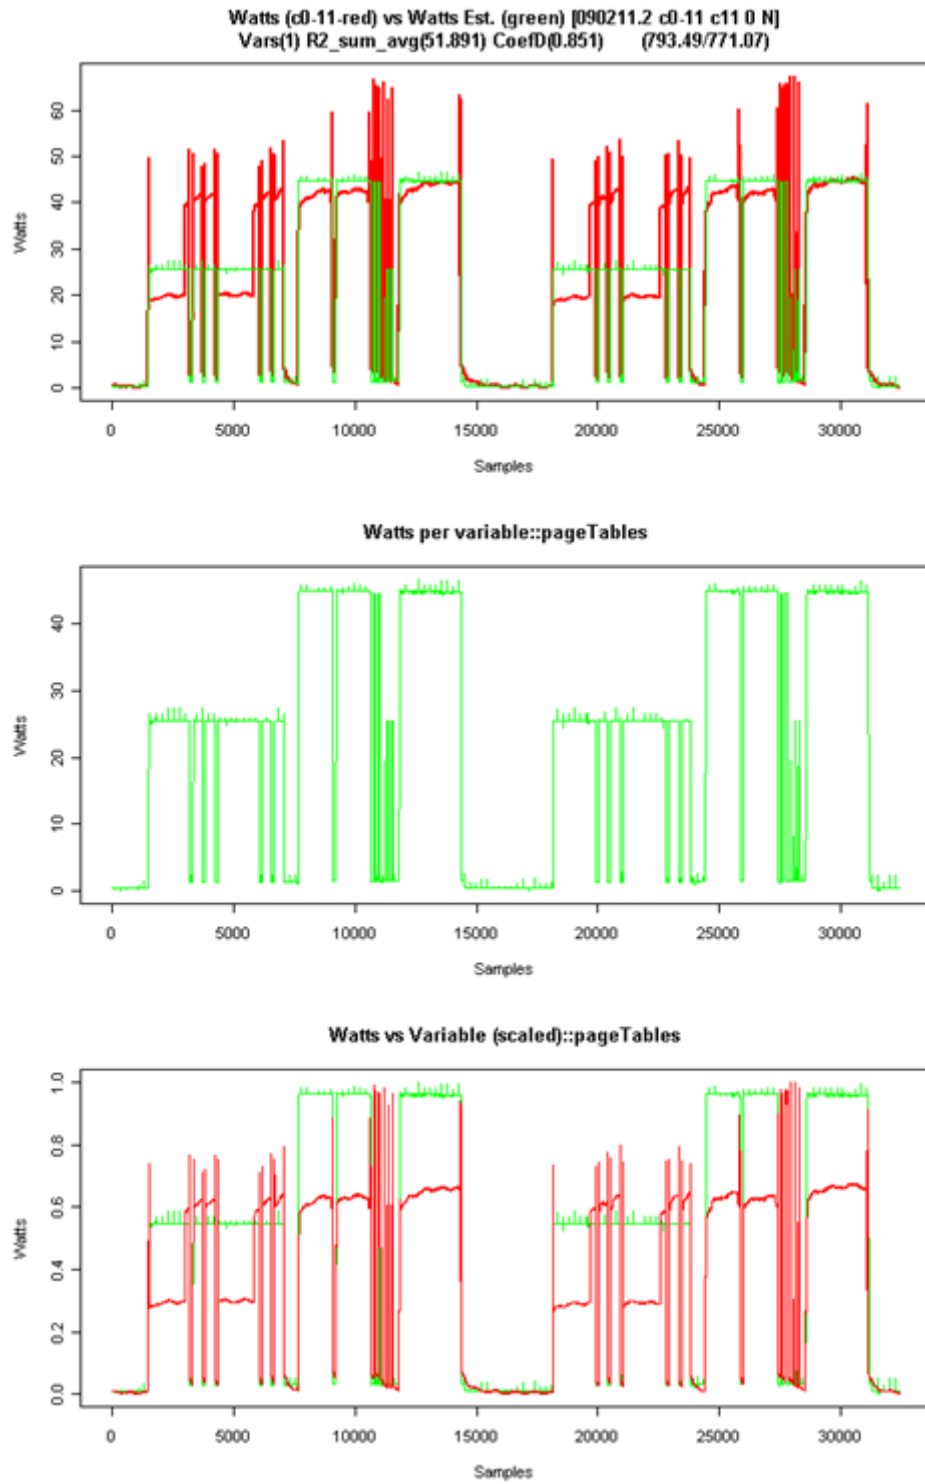 Watts (c0-11-red) vs Watts Est. (green) [090211.2 c0-11 c11 0 N]
Vars(1) R2_sum_avg(51.891) CoefD(0.851) (793.49/771.07)
Watts
60
50
40
30
20
10
0
0 5000 10000 15000 20000 25000 30000
Samples
Watts per variable::pageTables
Watts
40
30
20
10
0
0 5000 10000 15000 20000 25000 30000
Samples
Watts vs Variable (scaled)::pageTables
Watts
1.0
0.8
0.6
0.4
0.2
0.0
0 5000 10000 15000 20000 25000 30000
Samples